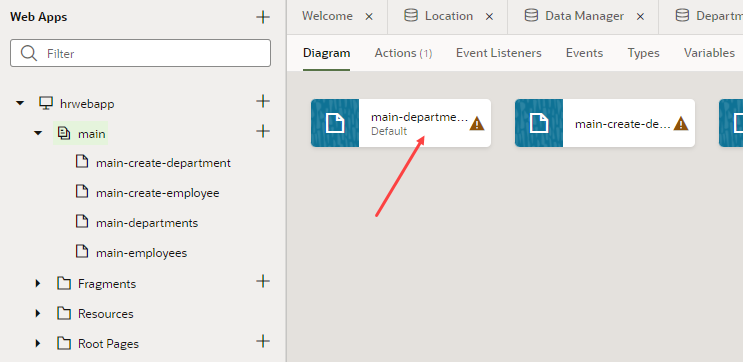 Web Apps
Filter
hrwebapp
main
main-create-department
main-create-employee
main-departments
main-employees
Fragments
Resources
Root Pages
Welcome × Location × Data Manager × Departm
Diagram Actions (1) Event Listeners Events Types Variables
main-departme...
Default
main-create-de...